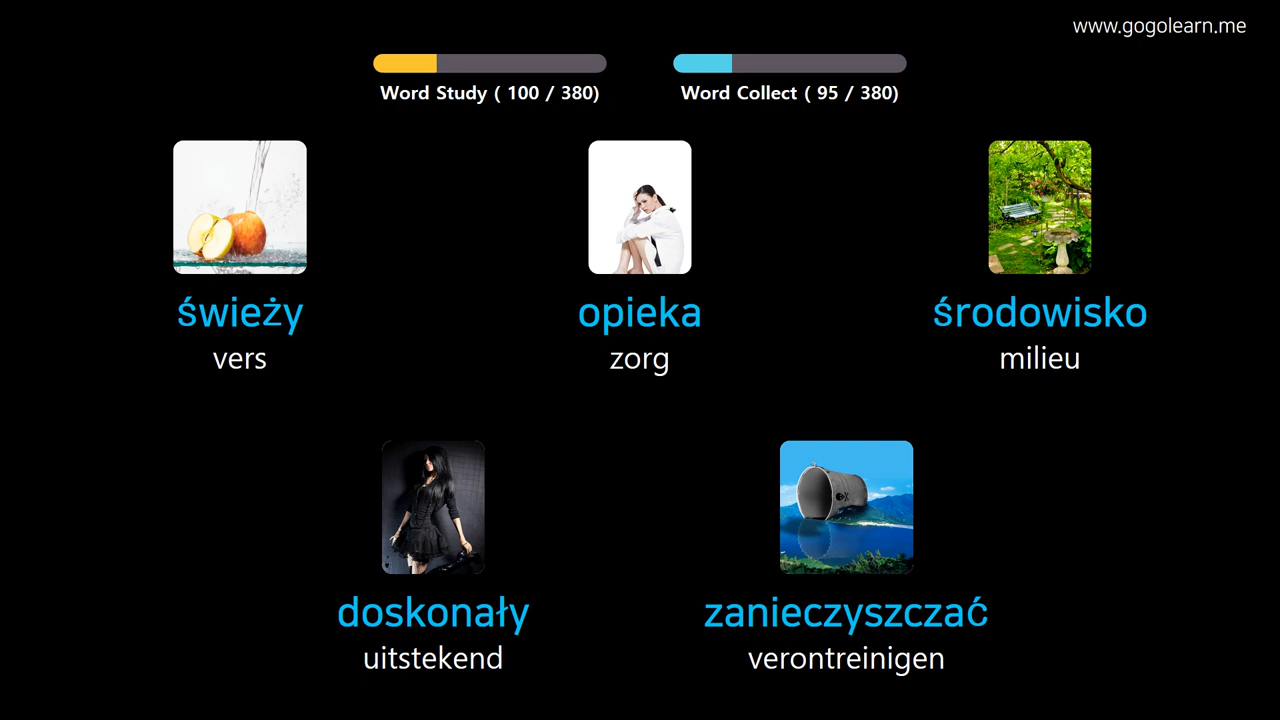 www.gogolearn.me
Word Study ( 100 / 380)
Word Collect ( 95 / 380)
świeży
vers
opieka
zorg
środowisko
milieu
doskonały
uitstekend
zanieczyszczać
verontreinigen